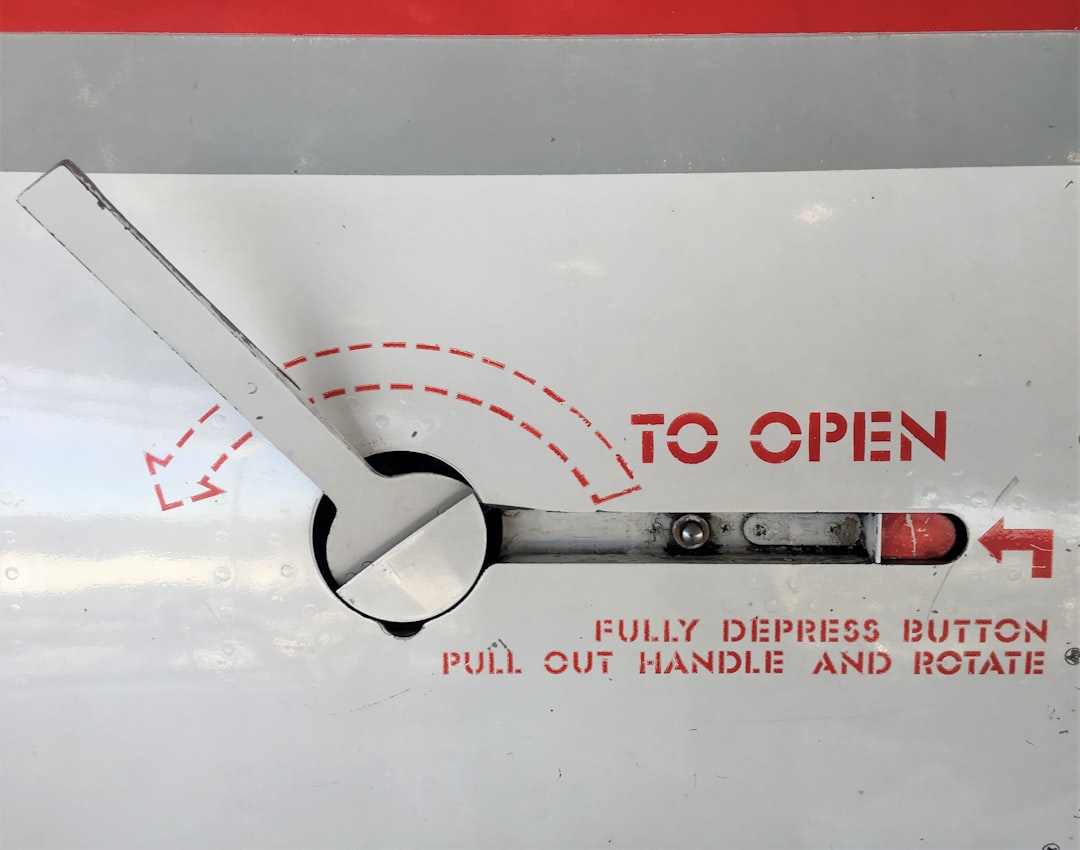 TO OPEN
FULLY DEPRESS BUTTON
PULL OUT HANDLE AND ROTATE